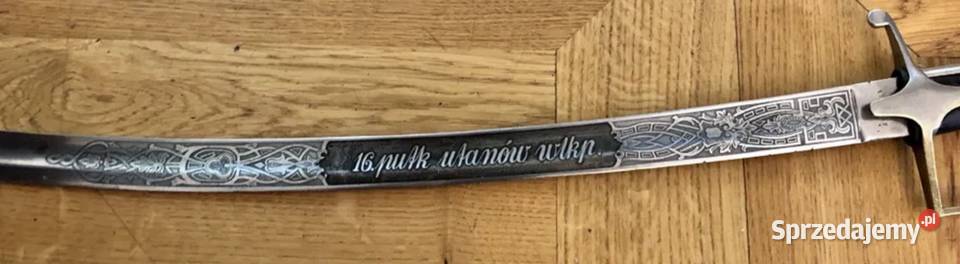 16.pułk ułanów wlkp
Sprzedajemy.pl